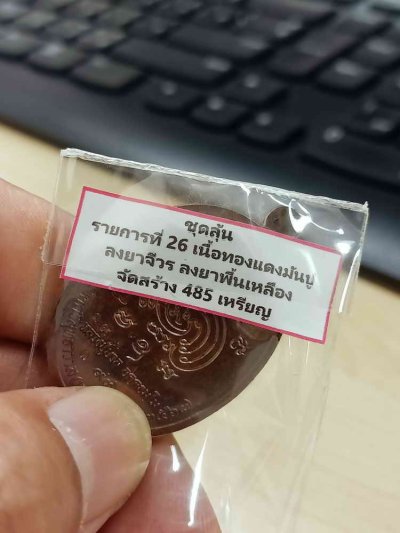 ชุดลุ้น
รายการที่ 26 เนื้อทองแดงมันปู
ลงยาจีวร ลงยาพื้นเหลือง
จัดสร้าง 485 เหรียญ